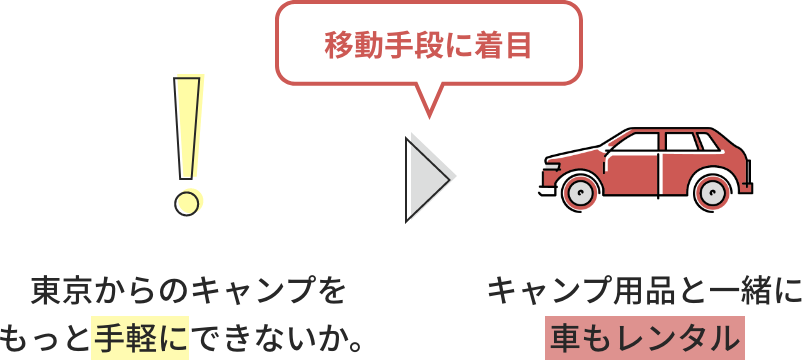 移動手段に着目
東京からのキャンプを
もっと手軽にできないか。
キャンプ用品と一緒に
車もレンタル